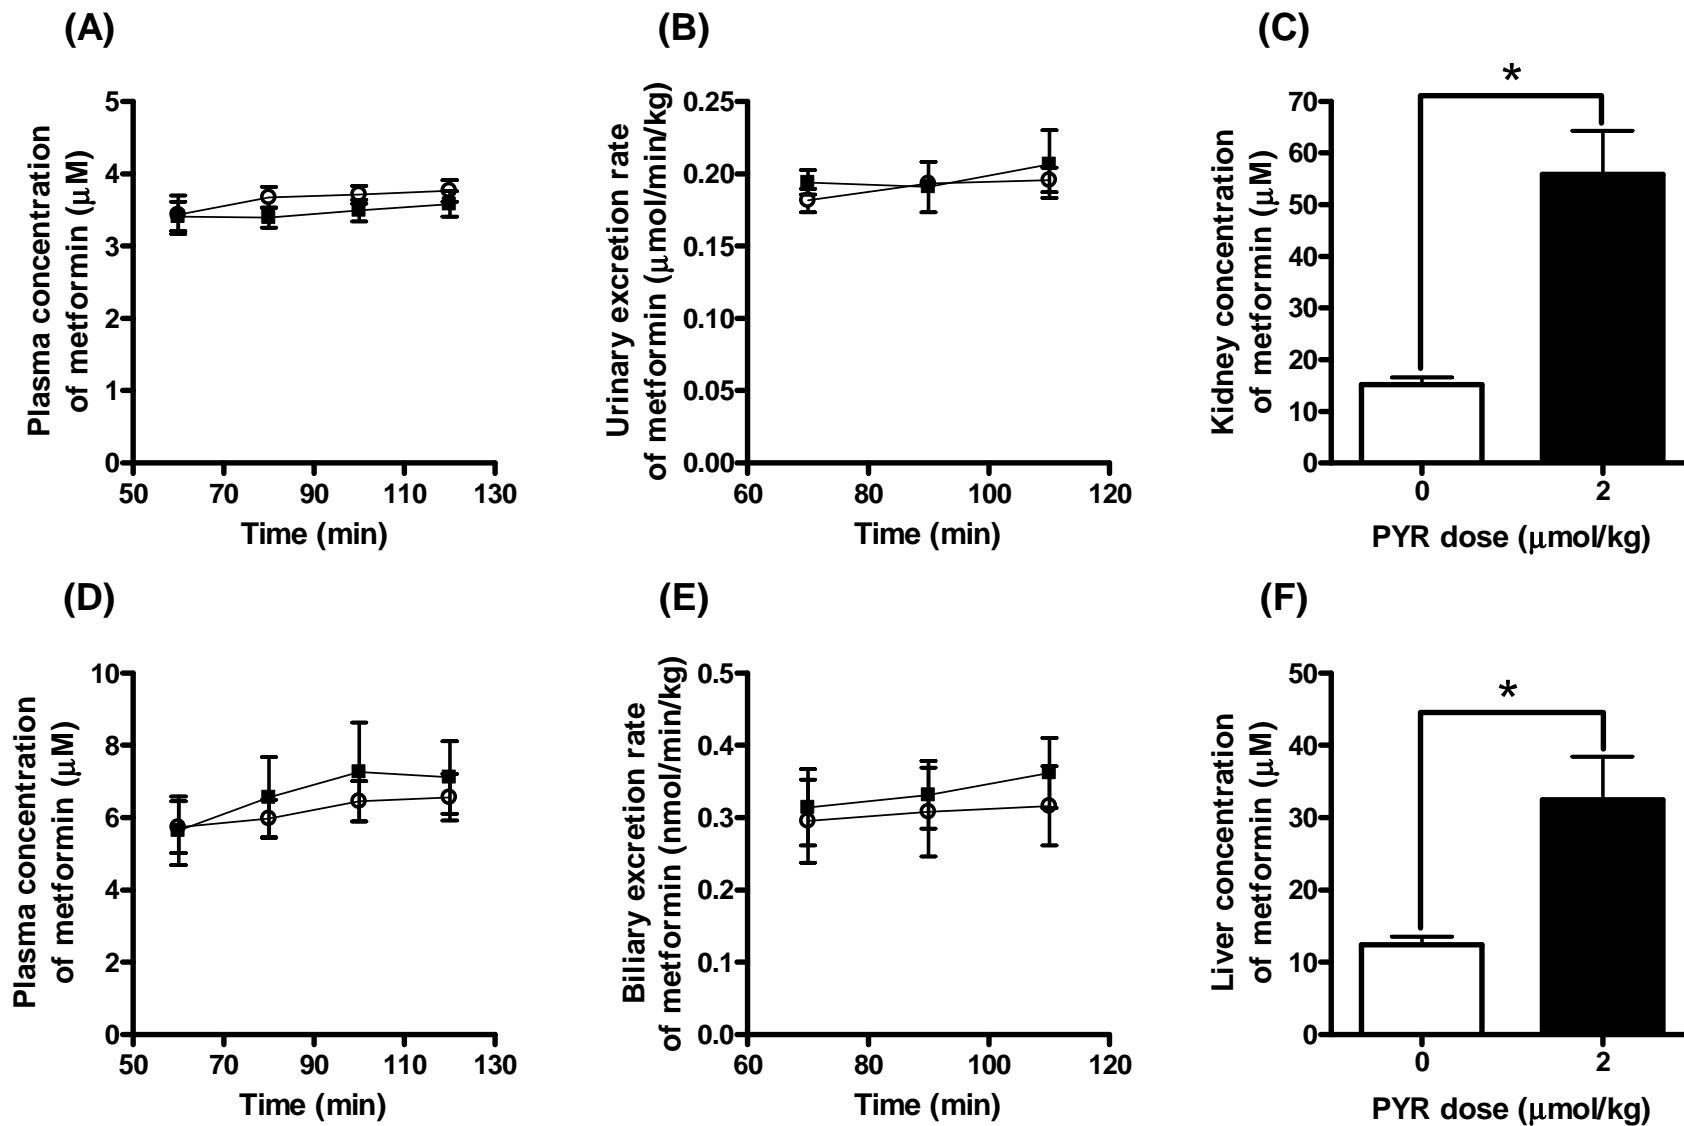 (A)
Plasma concentration
of metformin (μM)
5
4
3
2
1
0
50 70 90 110 130
Time (min)
(B)
Urinary excretion rate
of metformin (μmol/min/kg)
0.25
0.20
0.15
0.10
0.05
0.00
60 80 100 120
Time (min)
(C)
Kidney concentration
of metformin (μM)
70
60
50
40
30
20
10
0
*
0 2
PYR dose (μmol/kg)
(D)
Plasma concentration
of metformin (μM)
10
8
6
4
2
0
50 70 90 110 130
Time (min)
(E)
Biliary excretion rate
of metformin (nmol/min/kg)
0.5
0.4
0.3
0.2
0.1
0.0
60 80 100 120
Time (min)
(F)
Liver concentration
of metformin (μM)
50
40
30
20
10
0
*
0 2
PYR dose (μmol/kg)